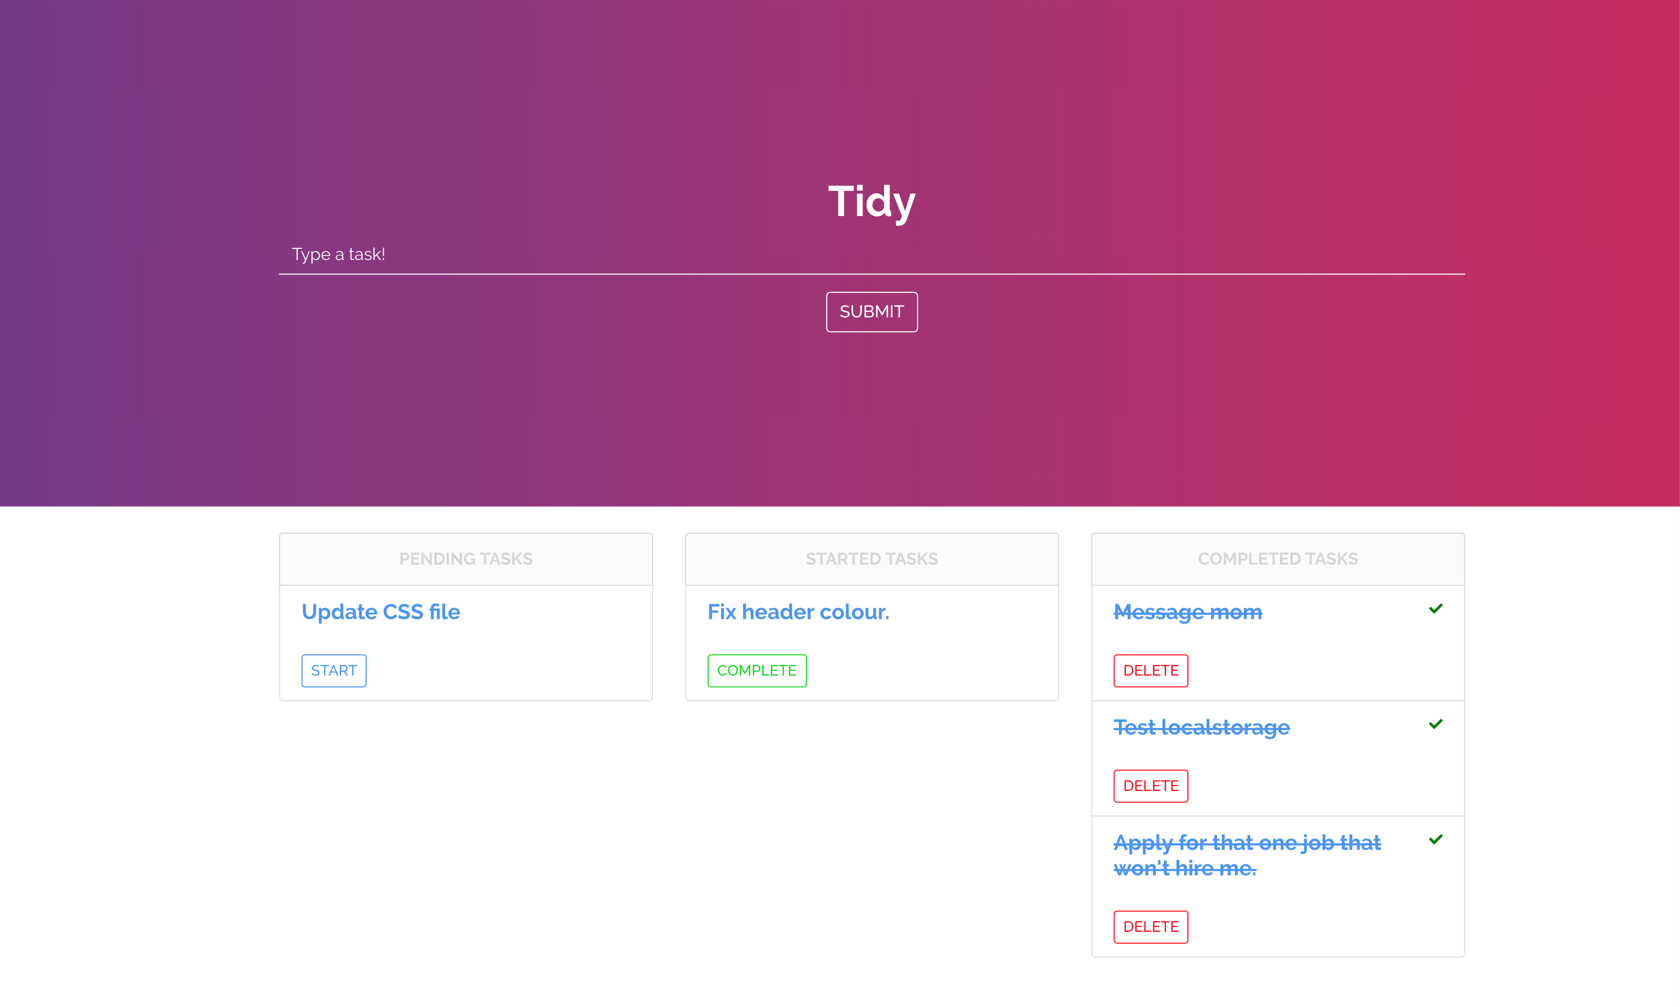 Tidy
Type a task!
SUBMIT
PENDING TASKS
Update CSS file
START
STARTED TASKS
Fix header colour.
COMPLETE
COMPLETED TASKS
Message mom
DELETE
Test localstorage
DELETE
Apply for that one job that
won't hire me.
DELETE